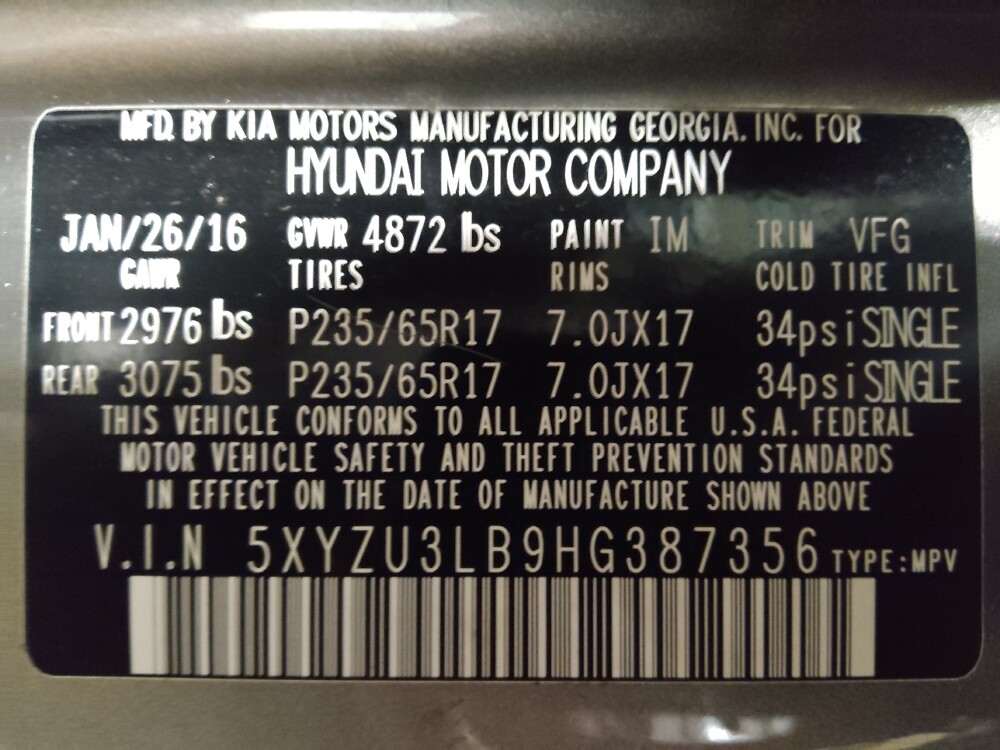 MFD. BY KIA MOTORS MANUFACTURING GEORGIA. INC. FOR
HYUNDAI MOTOR COMPANY
JAN/26/16 GVWR 4872 lbs PAINT IM TRIM VFG
GAWR TIRES RIMS COLD TIRE INFL
FRONT 2976 lbs P235/65R17 7.0JX17 34psi SINGLE
REAR 3075 lbs P235/65R17 7.0JX17 34psi SINGLE
THIS VEHICLE CONFORMS TO ALL APPLICABLE U.S.A. FEDERAL
MOTOR VEHICLE SAFETY AND THEFT PREVENTION STANDARDS
IN EFFECT ON THE DATE OF MANUFACTURE SHOWN ABOVE
V.I.N 5XYZU3LB9HG387356 TYPE:MPV